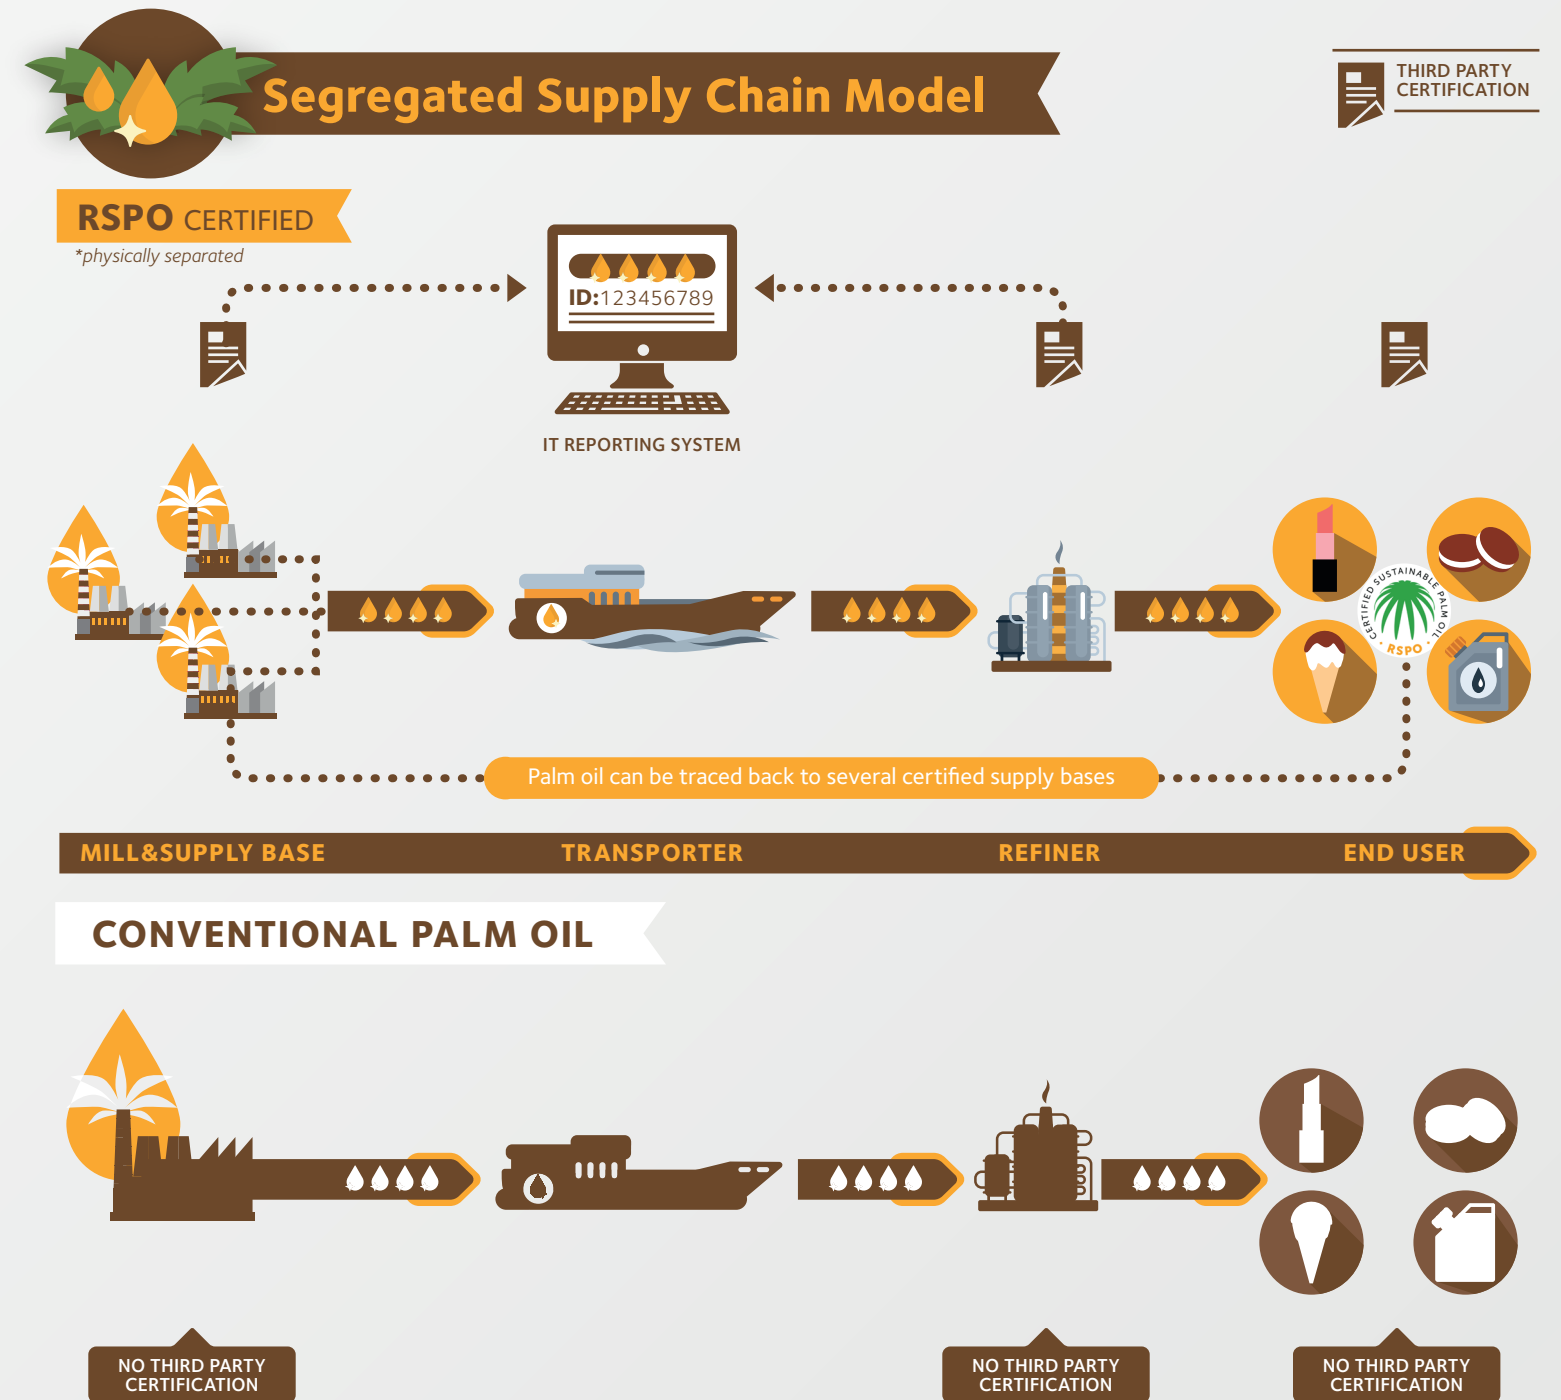 Segregated Supply Chain Model
THIRD PARTY
CERTIFICATION
RSPO CERTIFIED
*physically separated
ID:123456789
IT REPORTING SYSTEM
CERTIFIED SUSTAINABLE PALM OIL
· RSPO ·
Palm oil can be traced back to several certified supply bases
MILL&SUPPLY BASE
TRANSPORTER
REFINER
END USER
CONVENTIONAL PALM OIL
NO THIRD PARTY
CERTIFICATION
NO THIRD PARTY
CERTIFICATION
NO THIRD PARTY
CERTIFICATION